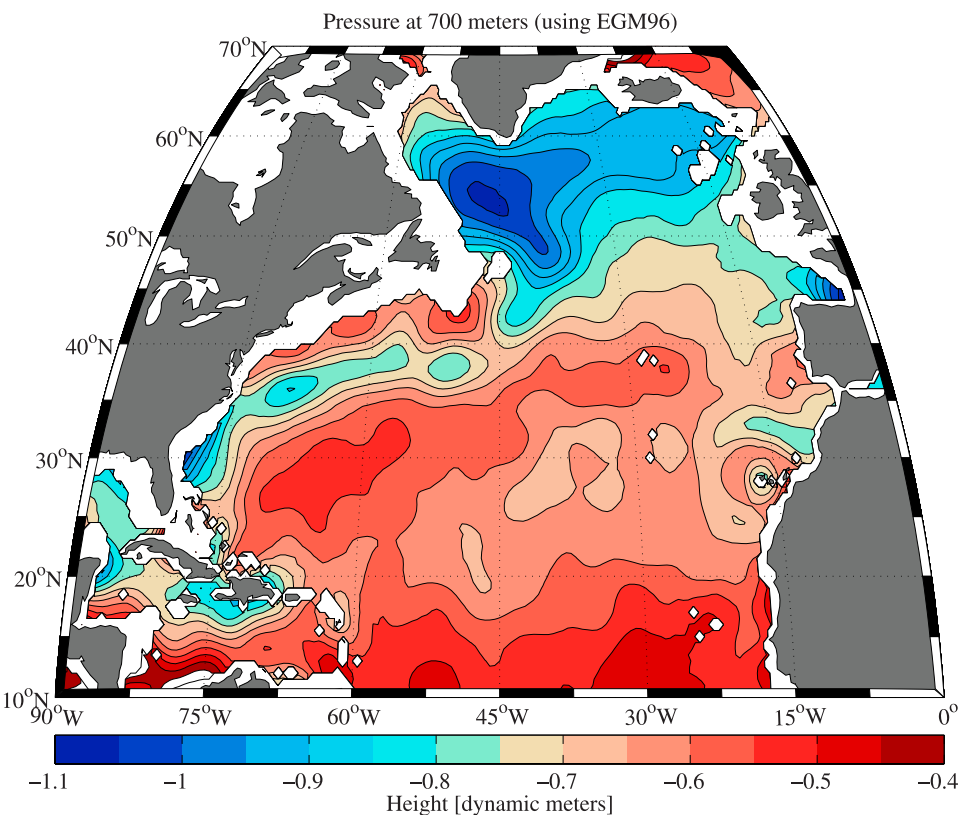 Pressure at 700 meters (using EGM96)
70°N
60°N
50°N
40°N
30°N
20°N
10°N
90°W 75°W 60°W 45°W 30°W 15°W 0°
−1.1 −1 −0.9 −0.8 −0.7 −0.6 −0.5 −0.4
Height [dynamic meters]